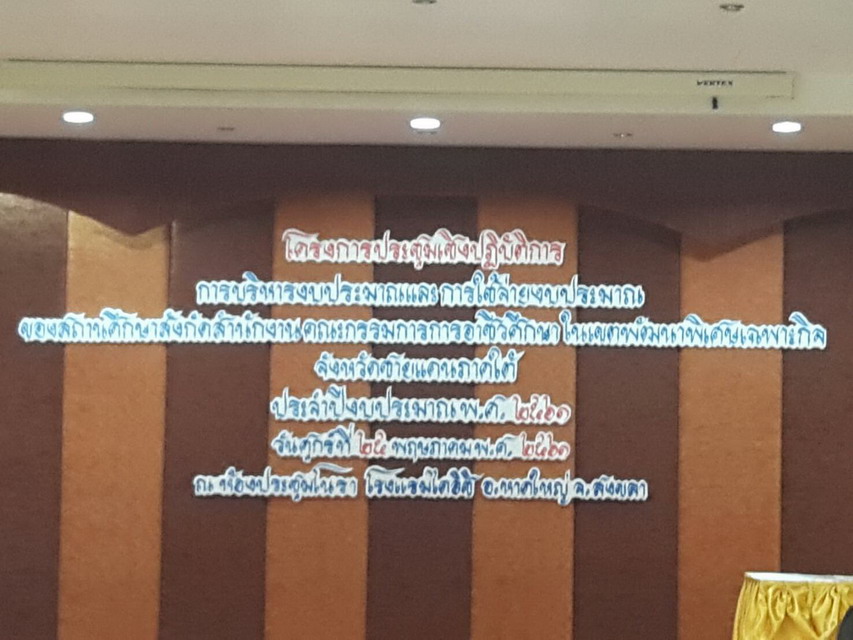 VERTEX
โครงการประชุมเชิงปฏิบัติการ
การบริหารงบประมาณและการใช้จ่ายงบประมาณ
ของสถานศึกษาสังกัดสำนักงานคณะกรรมการการอาชีวศึกษาในเขตพัฒนาพิเศษเฉพาะกิจ
จังหวัดชายแดนภาคใต้
ประจำปีงบประมาณ พ.ศ. ๒๕๖๑
วันศุกร์ที่ ๒๕ พฤษภาคม พ.ศ. ๒๕๖๑
ณ ห้องประชุมโนรา โรงแรมไดอิชิ อ.หาดใหญ่ จ.สงขลา